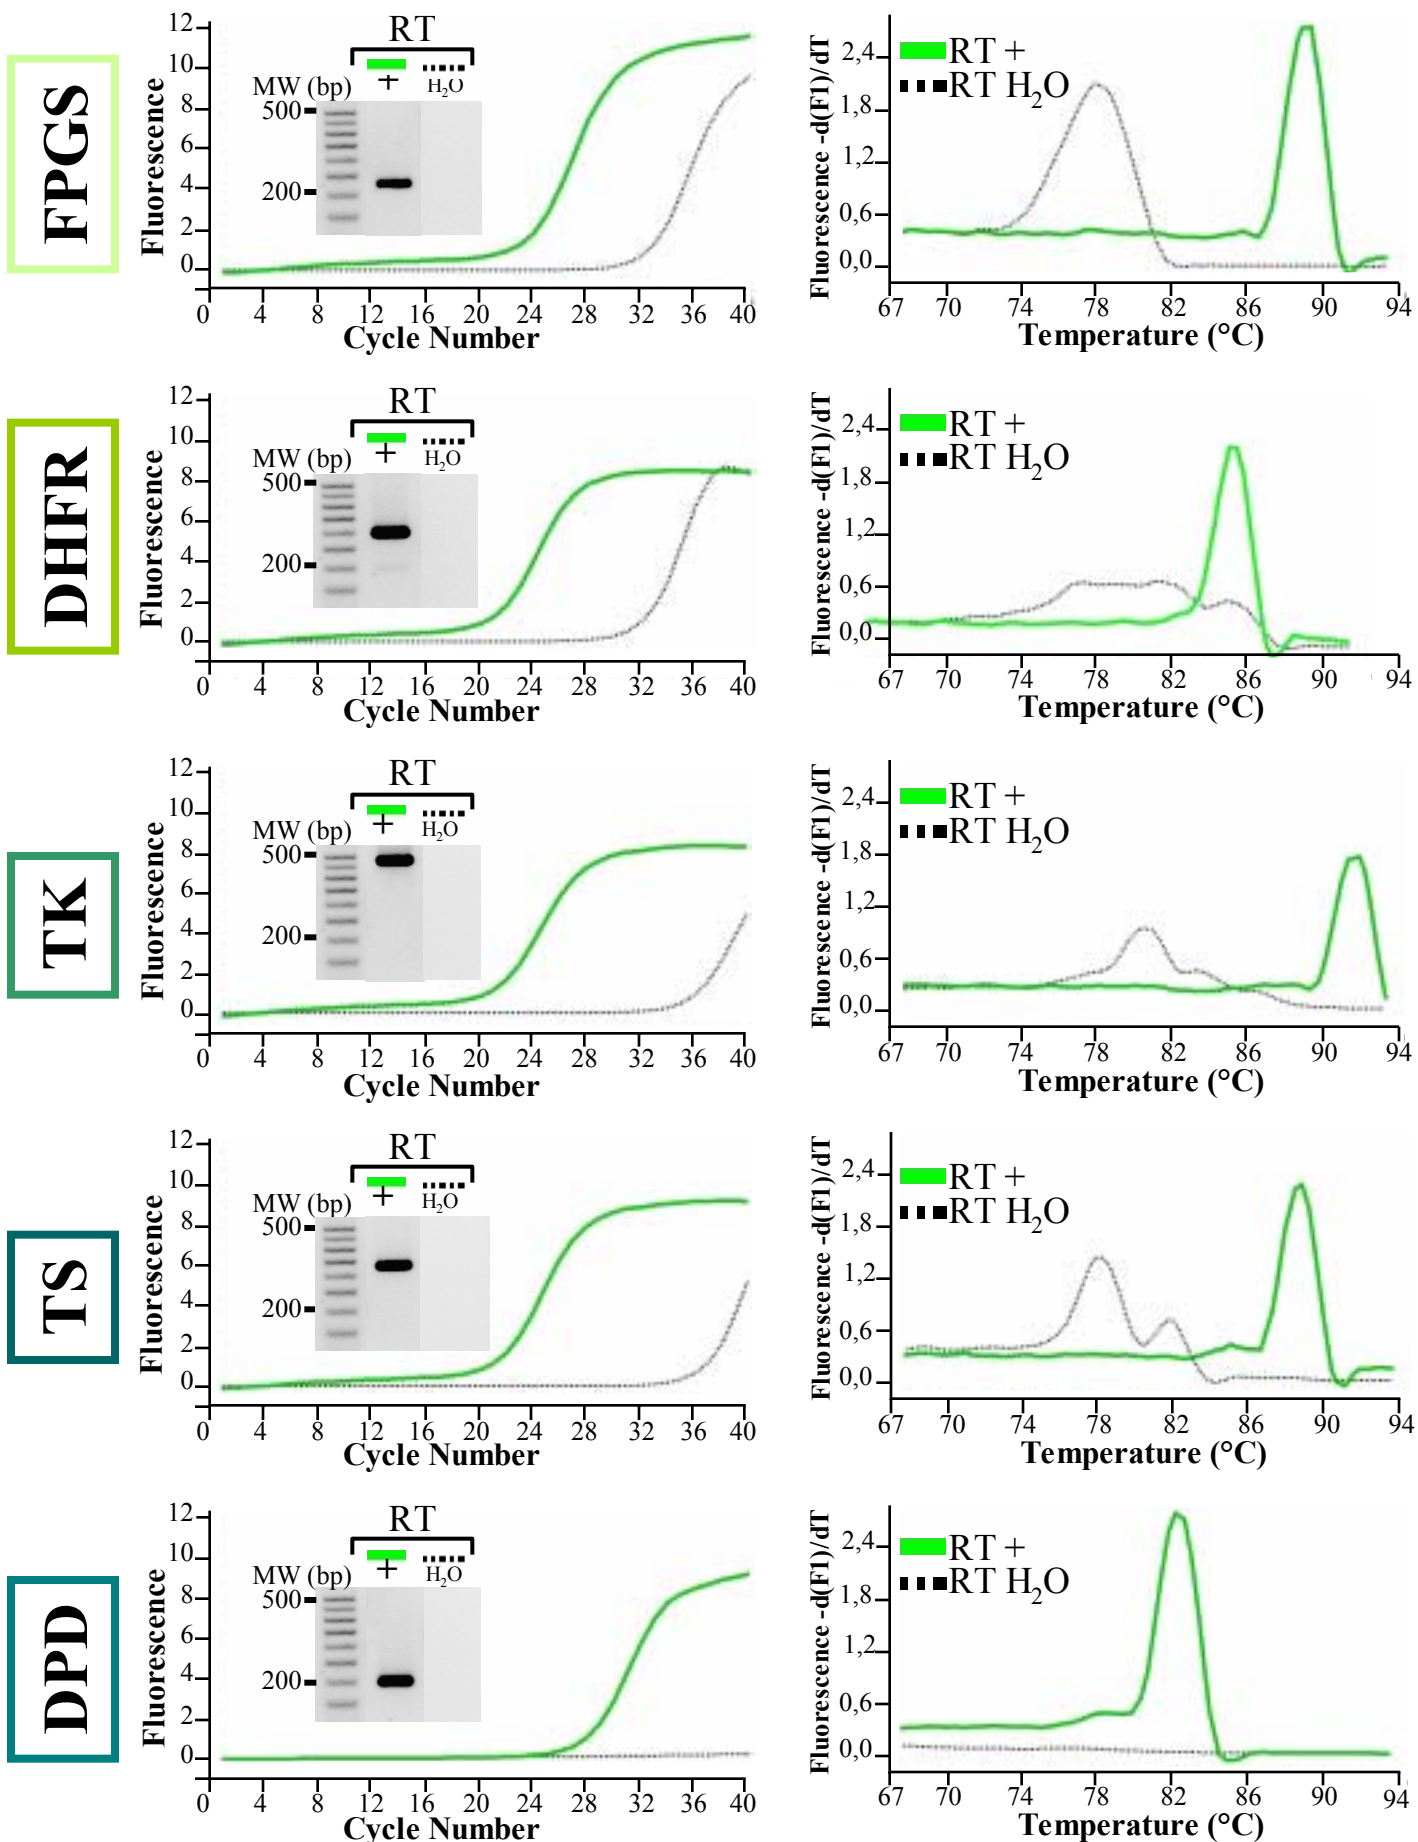 FPGS
Fluorescence
12
10
8
6
4
2
0
RT
+
H2O
MW (bp)
500
200
0 4 8 12 16 20 24 28 32 36 40
Cycle Number
Fluorescence -d(F1)/dT
2,4
1,8
1,2
0,6
0,0
RT +
RT H2O
67 70 74 78 82 86 90 94
Temperature (°C)
DHFR
Fluorescence
12
10
8
6
4
2
0
RT
+
H2O
MW (bp)
500
200
0 4 8 12 16 20 24 28 32 36 40
Cycle Number
Fluorescence -d(F1)/dT
2,4
1,8
1,2
0,6
0,0
RT +
RT H2O
67 70 74 78 82 86 90 94
Temperature (°C)
TK
Fluorescence
12
10
8
6
4
2
0
RT
+
H2O
MW (bp)
500
200
0 4 8 12 16 20 24 28 32 36 40
Cycle Number
Fluorescence -d(F1)/dT
2,4
1,8
1,2
0,6
0,0
RT +
RT H2O
67 70 74 78 82 86 90 94
Temperature (°C)
TS
Fluorescence
12
10
8
6
4
2
0
RT
+
H2O
MW (bp)
500
200
0 4 8 12 16 20 24 28 32 36 40
Cycle Number
Fluorescence -d(F1)/dT
2,4
1,8
1,2
0,6
0,0
RT +
RT H2O
67 70 74 78 82 86 90 94
Temperature (°C)
DPD
Fluorescence
12
10
8
6
4
2
0
RT
+
H2O
MW (bp)
500
200
0 4 8 12 16 20 24 28 32 36 40
Cycle Number
Fluorescence -d(F1)/dT
2,4
1,8
1,2
0,6
0,0
RT +
RT H2O
67 70 74 78 82 86 90 94
Temperature (°C)